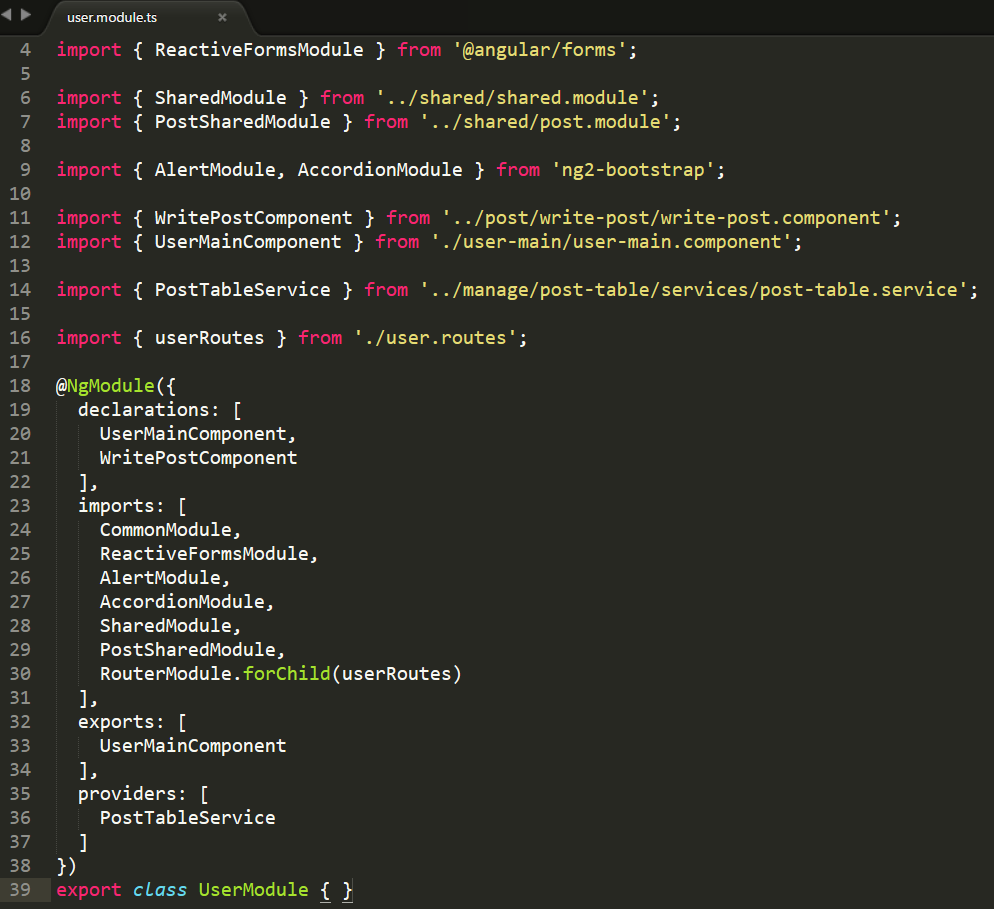 user.module.ts ×
4 import { ReactiveFormsModule } from '@angular/forms';
5
6 import { SharedModule } from '../shared/shared.module';
7 import { PostSharedModule } from '../shared/post.module';
8
9 import { AlertModule, AccordionModule } from 'ng2-bootstrap';
10
11 import { WritePostComponent } from '../post/write-post/write-post.component';
12 import { UserMainComponent } from './user-main/user-main.component';
13
14 import { PostTableService } from '../manage/post-table/services/post-table.service';
15
16 import { userRoutes } from './user.routes';
17
18 @NgModule({
19   declarations: [
20     UserMainComponent,
21     WritePostComponent
22   ],
23   imports: [
24     CommonModule,
25     ReactiveFormsModule,
26     AlertModule,
27     AccordionModule,
28     SharedModule,
29     PostSharedModule,
30     RouterModule.forChild(userRoutes)
31   ],
32   exports: [
33     UserMainComponent
34   ],
35   providers: [
36     PostTableService
37   ]
38 })
39 export class UserModule { }